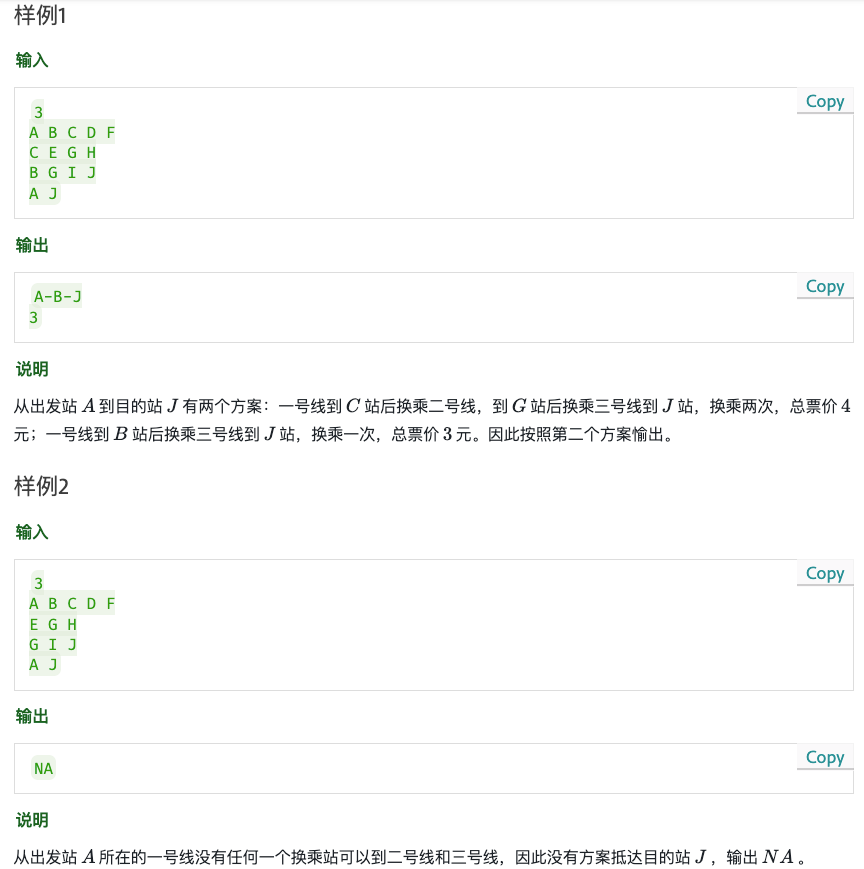 样例1
输入
Copy
3
A B C D F
C E G H
B G I J
A J
输出
Copy
A-B-J
3
说明
从出发站 A 到目的站 J 有两个方案：一号线到 C 站后换乘二号线，到 G 站后换乘三号线到 J 站，换乘两次，总票价 4
元；一号线到 B 站后换乘三号线到 J 站，换乘一次，总票价 3 元。因此按照第二个方案愉出。
样例2
输入
Copy
3
A B C D F
E G H
G I J
A J
输出
Copy
NA
说明
从出发站 A 所在的一号线没有任何一个换乘站可以到二号线和三号线，因此没有方案抵达目的站 J ，输出 NA 。